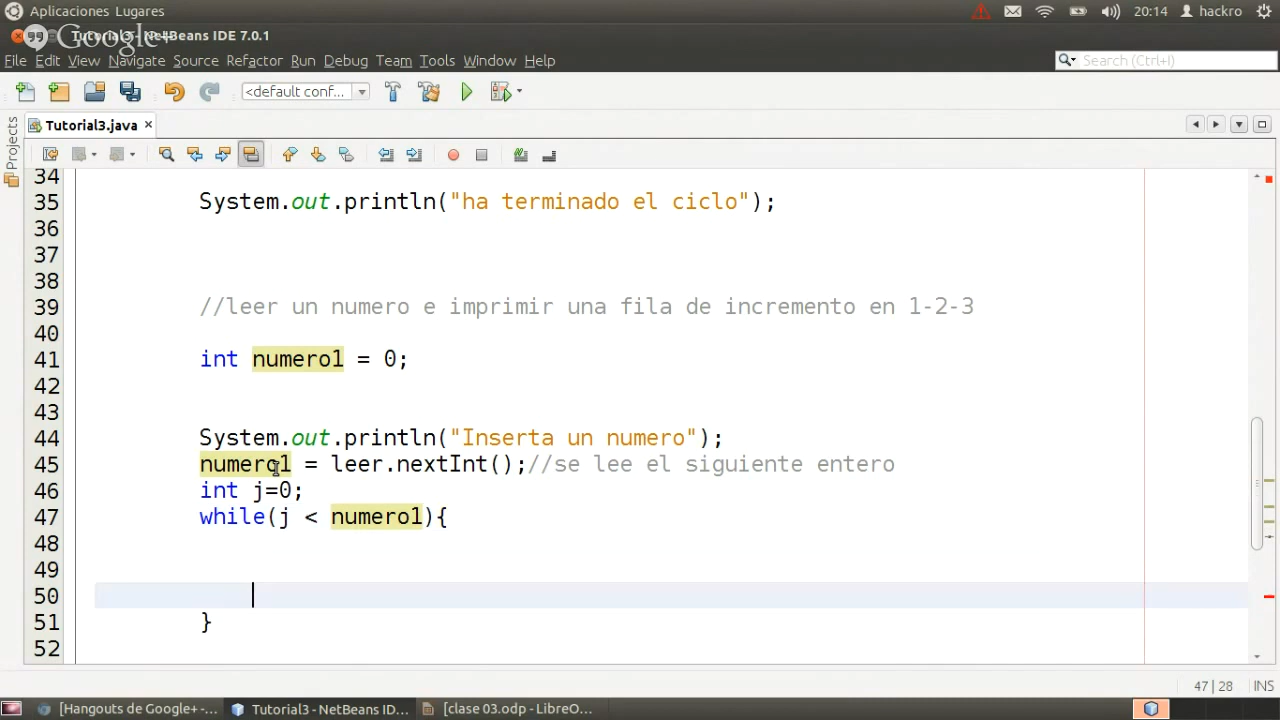 Aplicaciones Lugares 20:14 hackro
Google+ Tutorial3 - NetBeans IDE 7.0.1
File Edit View Navigate Source Refactor Run Debug Team Tools Window Help Search (Ctrl+I)
<default conf...
Tutorial3.java
Projects
34
35 System.out.println("ha terminado el ciclo");
36
37
38
39 //leer un numero e imprimir una fila de incremento en 1-2-3
40
41 int numero1 = 0;
42
43
44 System.out.println("Inserta un numero");
45 numero1 = leer.nextInt();//se lee el siguiente entero
46 int j=0;
47 while(j < numero1){
48
49
50
51 }
52
47|28 INS
[Hangouts de Google+ -... Tutorial3 - NetBeans ID... [clase 03.odp - LibreO...